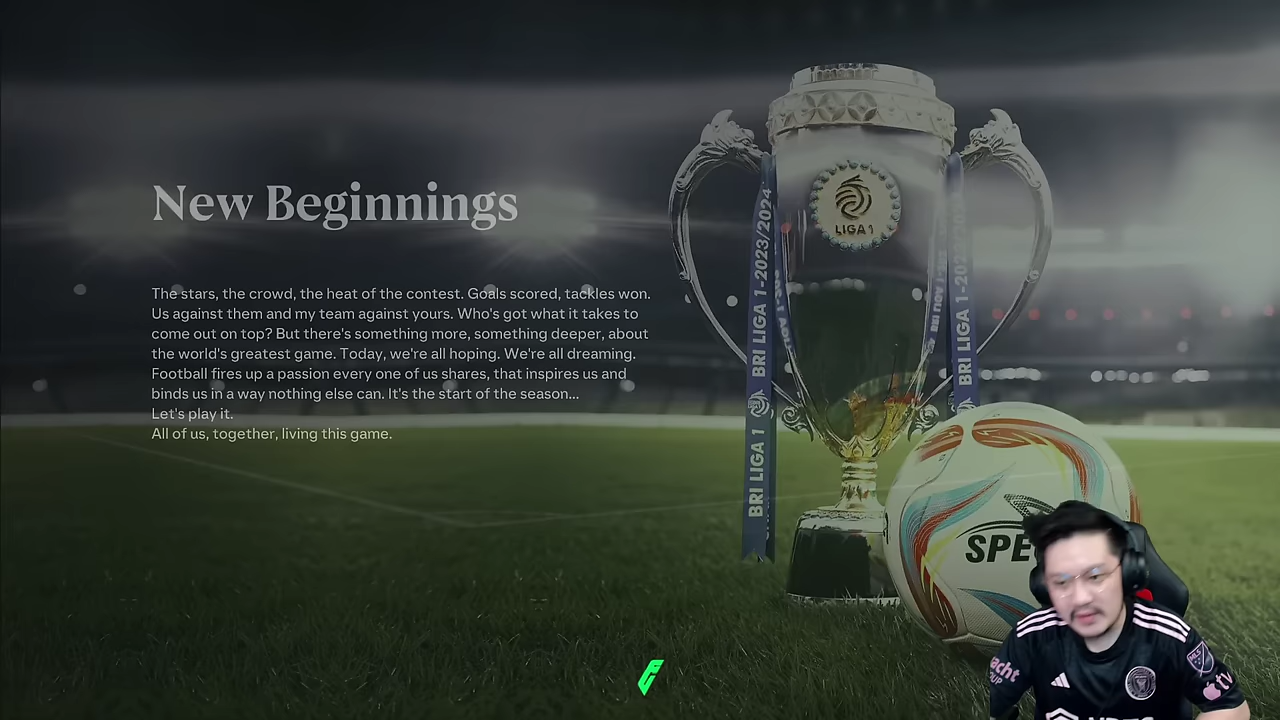 New Beginnings
The stars, the crowd, the heat of the contest. Goals scored, tackles won.
Us against them and my team against yours. Who's got what it takes to
come out on top? But there's something more, something deeper, about
the world's greatest game. Today, we're all hoping. We're all dreaming.
Football fires up a passion every one of us shares, that inspires us and
binds us in a way nothing else can. It's the start of the season...
Let's play it.
All of us, together, living this game.
LIGA 1
BRI LIGA 1
BRI LIGA 1-2023/2024
BRI LIGA 1
SPE
MLS
tv